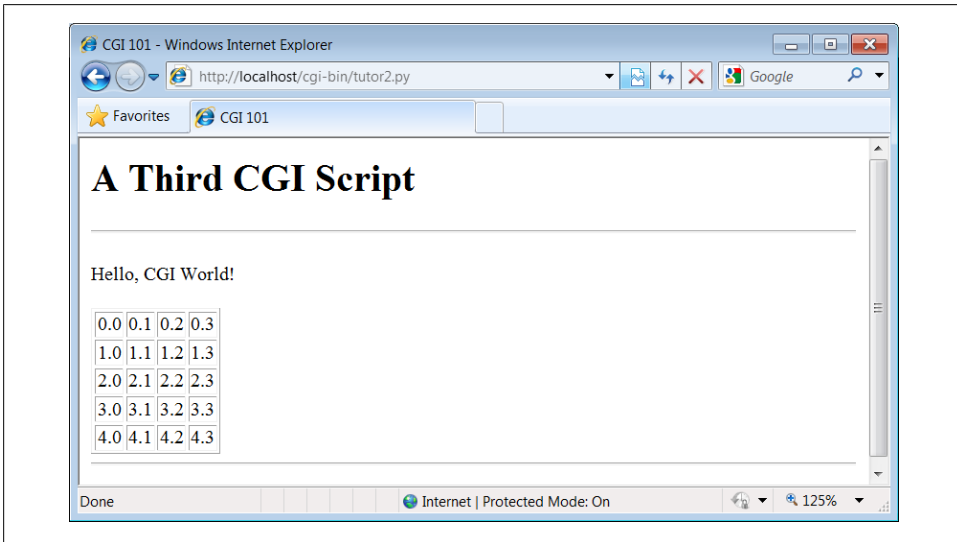 CGI 101 - Windows Internet Explorer
http://localhost/cgi-bin/tutor2.py
Google
Favorites
CGI 101
A Third CGI Script
Hello, CGI World!
0.0 0.1 0.2 0.3
1.0 1.1 1.2 1.3
2.0 2.1 2.2 2.3
3.0 3.1 3.2 3.3
4.0 4.1 4.2 4.3
Done
Internet | Protected Mode: On
125%